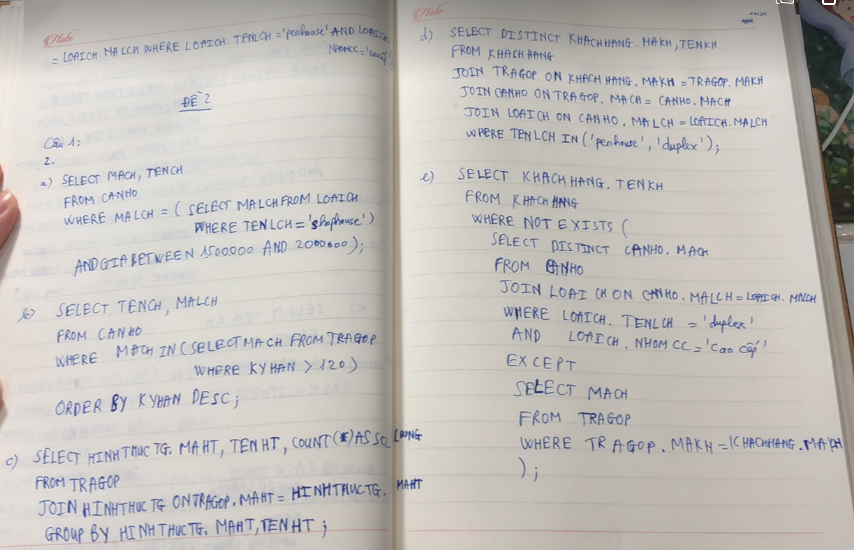 Note
= LOAICH. MALCH WHERE LOAICH. TENLCH = 'penhouse' AND LOAICH.
NHOMCC = 'cao cấp'
ĐỀ 2
Câu 1:
2.
a) SELECT MACH, TENCH
FROM CANHO
WHERE MALCH = ( SELECT MALCH FROM LOAICH
WHERE TENLCH = 'shophouse')
AND GIA BETWEEN 1500000 AND 2000000);
b) SELECT TENCH, MALCH
FROM CANHO
WHERE MACH IN ( SELECT MACH FROM TRAGOP
WHERE KYHAN > 120)
ORDER BY KYHAN DESC;
c) SELECT HINHTHUCTG. MAHT, TENHT, COUNT(*) AS SO_LUONG
FROM TRAGOP
JOIN HINHTHUCTG ON TRAGOP. MAHT = HINHTHUCTG. MAHT
GROUP BY HINHTHUCTG. MAHT, TENHT ;
Note
d) SELECT DISTINCT KHACHHANG. MAKH, TENKH
FROM KHACHHANG
JOIN TRAGOP ON KHACHHANG. MAKH = TRAGOP. MAKH
JOIN CANHO ON TRAGOP. MACH = CANHO. MACH
JOIN LOAICH ON CANHO. MALCH = LOAICH. MALCH
WHERE TENLCH IN ('penhouse', 'duplex');
e) SELECT KHACHHANG. TENKH
FROM KHACHHANG
WHERE NOT EXISTS (
SELECT DISTINCT CANHO. MACH
FROM CANHO
JOIN LOAICH ON CANHO. MALCH = LOAICH. MALCH
WHERE LOAICH. TENLCH = 'duplex'
AND LOAICH. NHOMCC = 'Cao cấp'
EXCEPT
SELECT MACH
FROM TRAGOP
WHERE TRAGOP. MAKH = KHACHHANG. MAKH
);